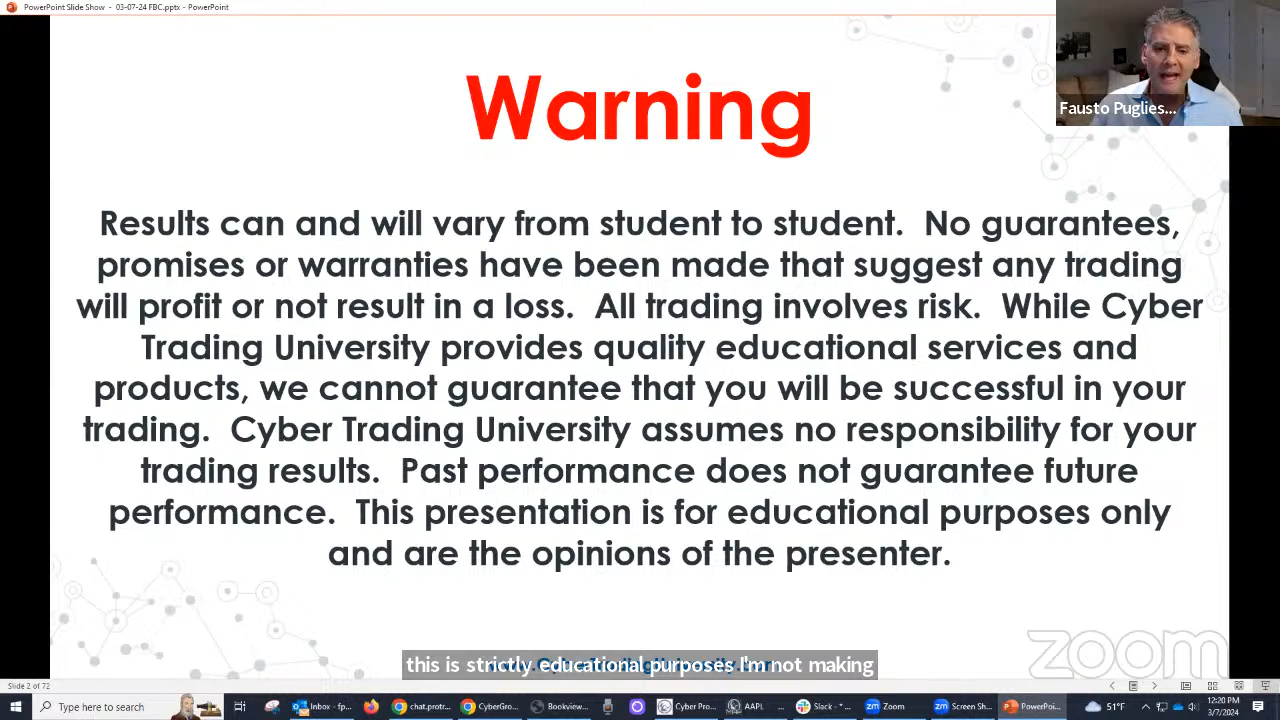 PowerPoint Slide Show - 03-07-24 FBC.pptx - PowerPoint
Fausto Puglies...
Warning
Results can and will vary from student to student. No guarantees,
promises or warranties have been made that suggest any trading
will profit or not result in a loss. All trading involves risk. While Cyber
Trading University provides quality educational services and
products, we cannot guarantee that you will be successful in your
trading. Cyber Trading University assumes no responsibility for your
trading results. Past performance does not guarantee future
performance. This presentation is for educational purposes only
and are the opinions of the presenter.
zoom
this is strictly educational purposes I'm not making
Slide 2 of 72
Type here to search
Inbox - fp...
chat.protr...
CyberGro...
Bookview...
Cyber Pro...
AAPL
Slack - * ...
Zoom
Screen Sh...
PowerPoi...
51°F
12:20 PM
3/7/2024